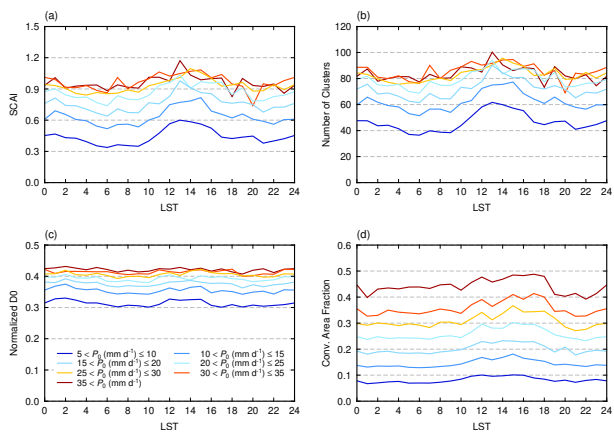 (a)
1.5
1.2
0.9
0.6
0.3
0.0
SCAI
0 2 4 6 8 10 12 14 16 18 20 22 24
LST
(b)
120
100
80
60
40
20
0
Number of Clusters
0 2 4 6 8 10 12 14 16 18 20 22 24
LST
(c)
0.5
0.4
0.3
0.2
0.1
0.0
Normalized D0
5 < P₀ (mm d⁻¹) ≤ 10
10 < P₀ (mm d⁻¹) ≤ 15
15 < P₀ (mm d⁻¹) ≤ 20
20 < P₀ (mm d⁻¹) ≤ 25
25 < P₀ (mm d⁻¹) ≤ 30
30 < P₀ (mm d⁻¹) ≤ 35
35 < P₀ (mm d⁻¹)
0 2 4 6 8 10 12 14 16 18 20 22 24
LST
(d)
0.6
0.5
0.4
0.3
0.2
0.1
0.0
Conv. Area Fraction
0 2 4 6 8 10 12 14 16 18 20 22 24
LST